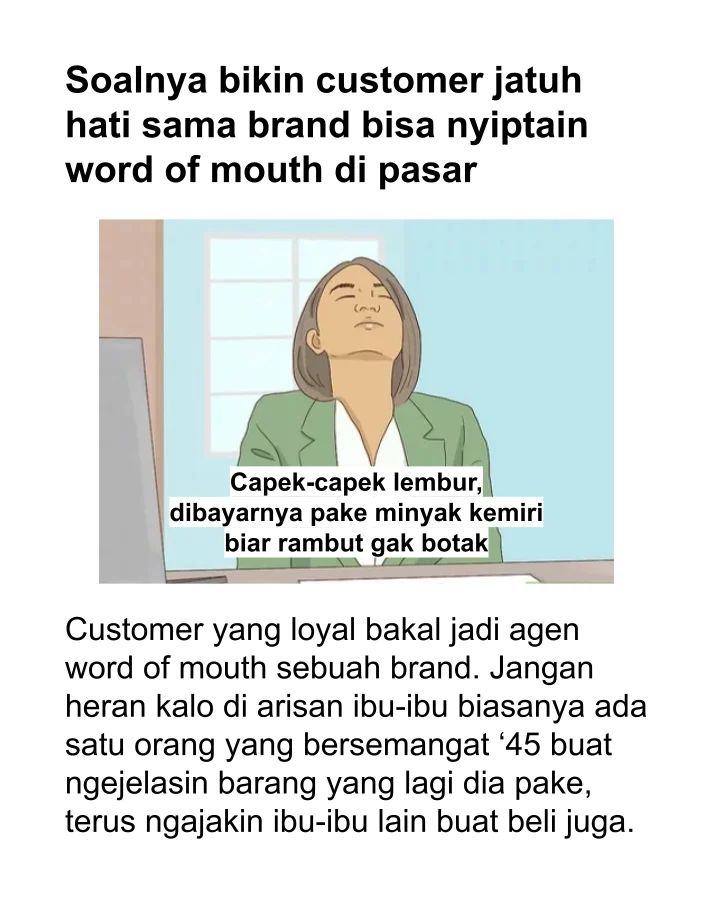 Soalnya bikin customer jatuh
hati sama brand bisa nyiptain
word of mouth di pasar
Capek-capek lembur,
dibayarnya pake minyak kemiri
biar rambut gak botak
Customer yang loyal bakal jadi agen
word of mouth sebuah brand. Jangan
heran kalo di arisan ibu-ibu biasanya ada
satu orang yang bersemangat ‘45 buat
ngejelasin barang yang lagi dia pake,
terus ngajakin ibu-ibu lain buat beli juga.